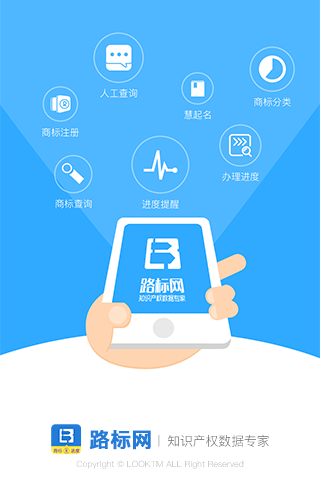 人工查询
慧起名
商标分类
商标注册
办理进度
商标查询
进度提醒
路标网
知识产权数据专家
路标网 | 知识产权数据专家
Copyright © LOOKTM ALL Right Reserved